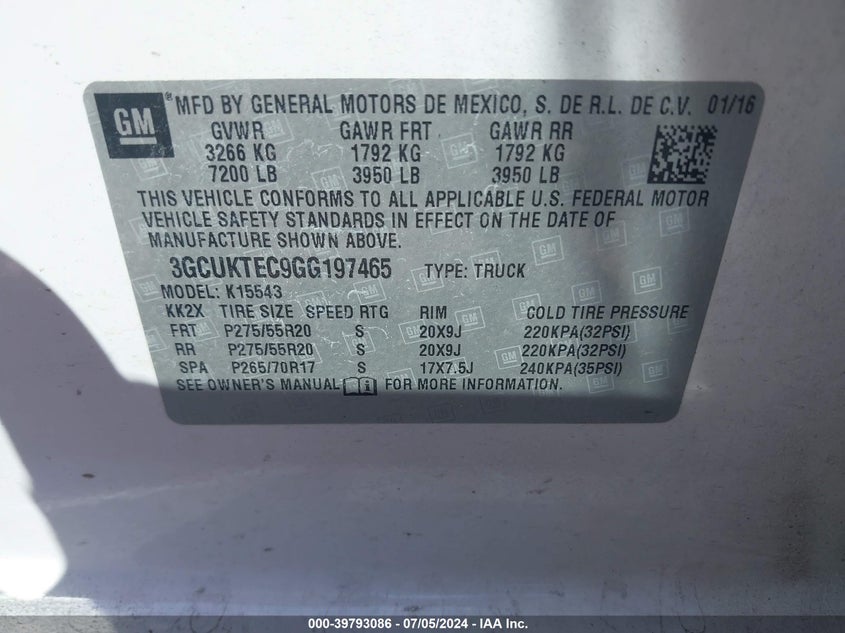 GM ® MFD BY GENERAL MOTORS DE MEXICO, S. DE R.L. DE C.V. 01/16
GVWR GAWR FRT GAWR RR
3266 KG 1792 KG 1792 KG
7200 LB 3950 LB 3950 LB
THIS VEHICLE CONFORMS TO ALL APPLICABLE U.S. FEDERAL MOTOR
VEHICLE SAFETY STANDARDS IN EFFECT ON THE DATE OF
MANUFACTURE SHOWN ABOVE.
3GCUKTEC9GG197465 TYPE: TRUCK
MODEL: K15543
KK2X TIRE SIZE SPEED RTG RIM COLD TIRE PRESSURE
FRT P275/55R20 S 20X9J 220KPA(32PSI)
RR P275/55R20 S 20X9J 220KPA(32PSI)
SPA P265/70R17 S 17X7.5J 240KPA(35PSI)
SEE OWNER'S MANUAL FOR MORE INFORMATION.
000-39793086 - 07/05/2024 - IAA Inc.